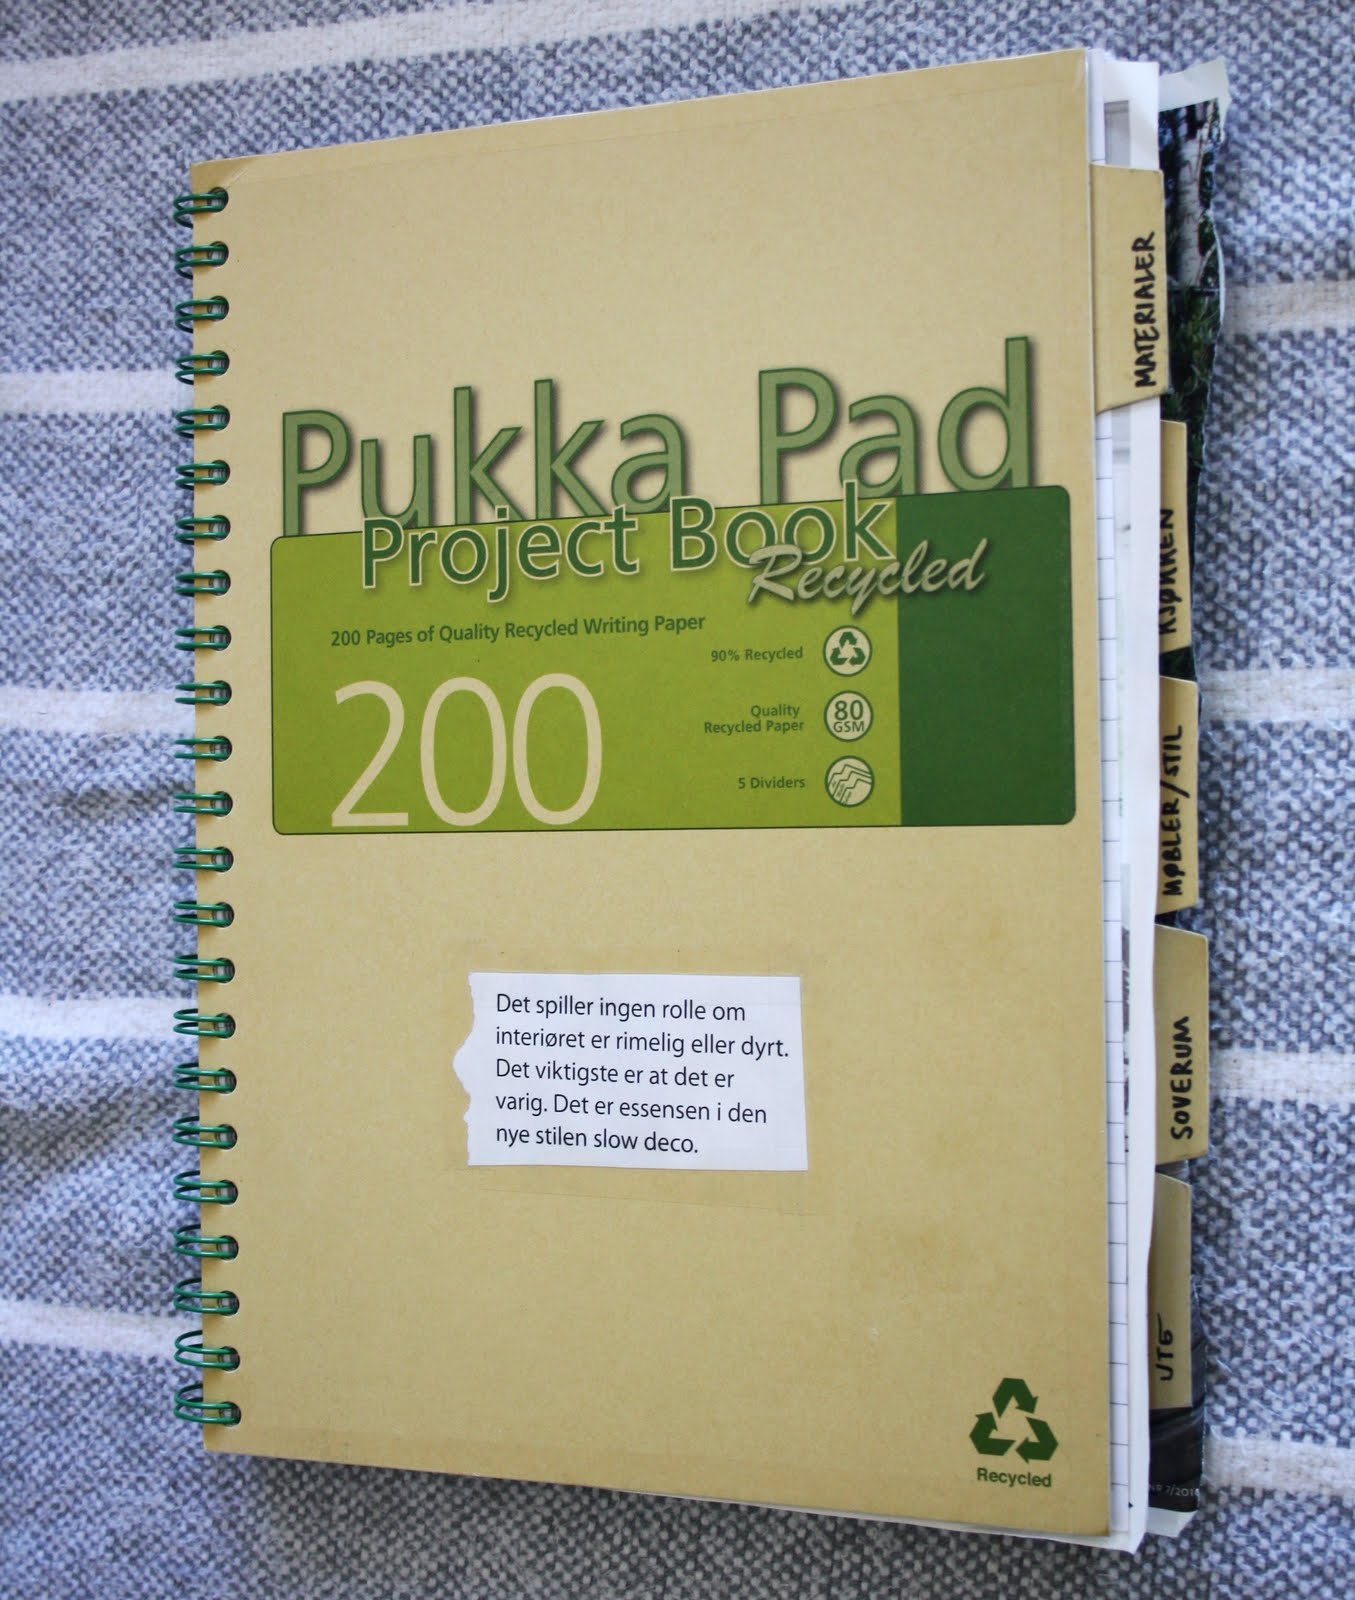 Pukka Pad
Project Book
Recycled
200 Pages of Quality Recycled Writing Paper
200
90% Recycled
Quality
Recycled Paper
80
GSM
5 Dividers
Det spiller ingen rolle om
interiøret er rimelig eller dyrt.
Det viktigste er at det er
varig. Det er essensen i den
nye stilen slow deco.
Recycled
MATERIALER
KJØKKEN
MØBLER/STIL
SOVERUM
UTE